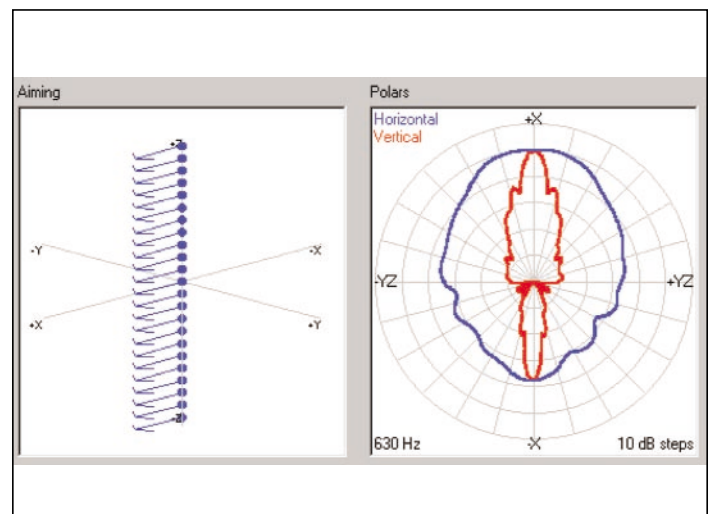 Aiming
+Z
-Y
-X
+X
+Y
-Z
Polars
Horizontal
Vertical
+X
-YZ
+YZ
630 Hz
-X
10 dB steps